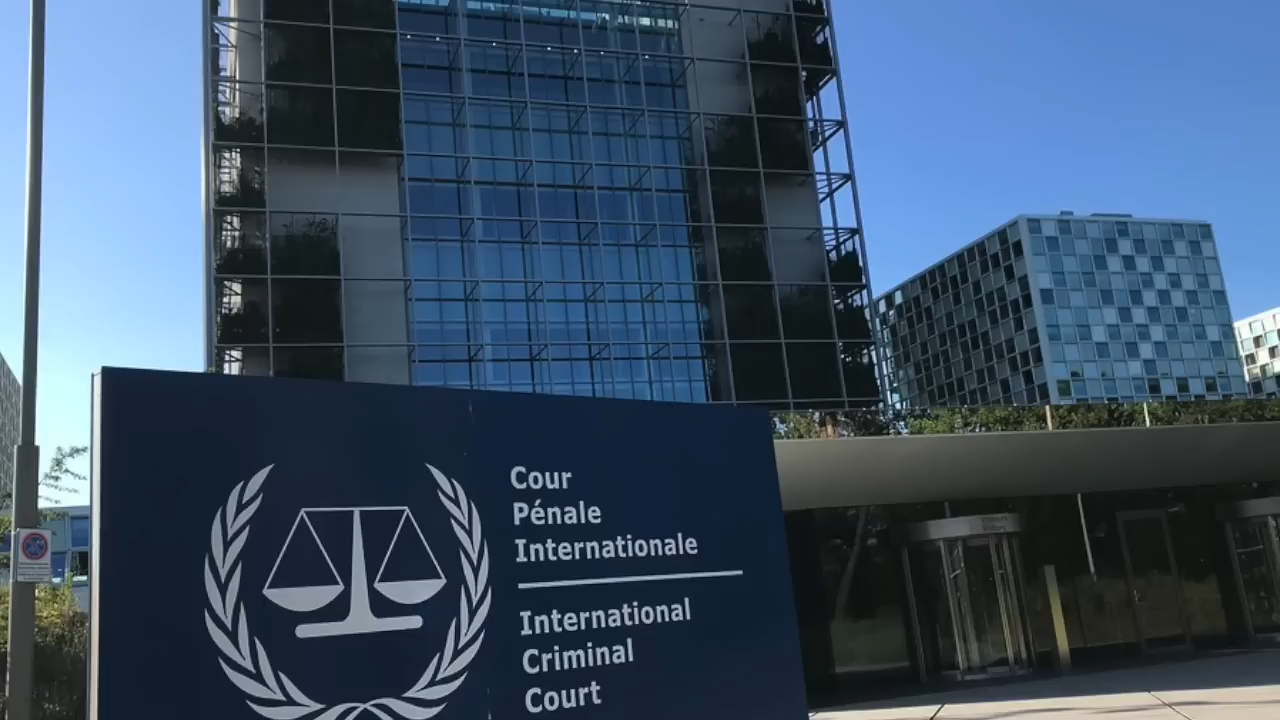 Cour
Pénale
Internationale
International
Criminal
Court